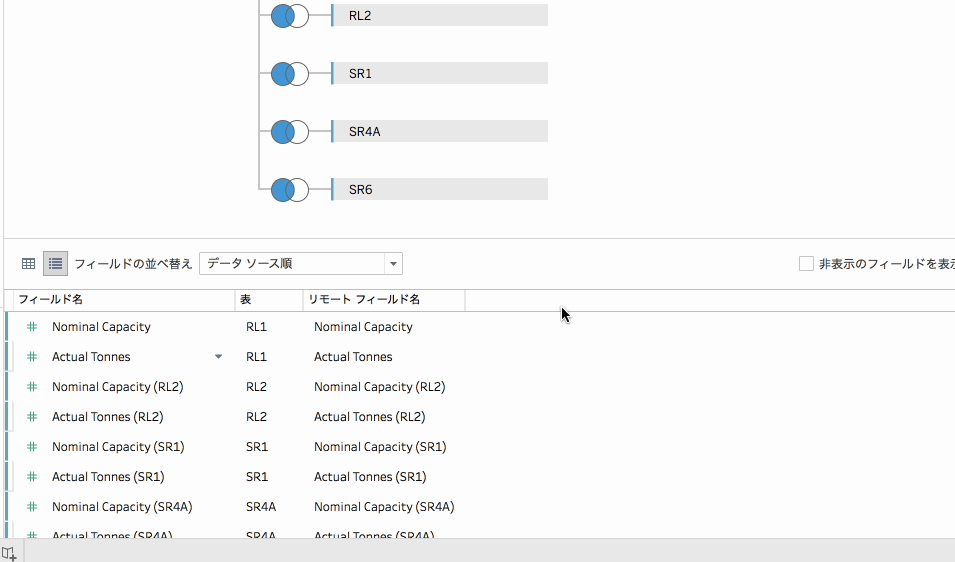 RL2
SR1
SR4A
SR6
フィールドの並べ替え データ ソース順 非表示のフィールドを表示
フィールド名 表 リモート フィールド名
Nominal Capacity RL1 Nominal Capacity
Actual Tonnes RL1 Actual Tonnes
Nominal Capacity (RL2) RL2 Nominal Capacity (RL2)
Actual Tonnes (RL2) RL2 Actual Tonnes (RL2)
Nominal Capacity (SR1) SR1 Nominal Capacity (SR1)
Actual Tonnes (SR1) SR1 Actual Tonnes (SR1)
Nominal Capacity (SR4A) SR4A Nominal Capacity (SR4A)
Actual Tonnes (SR4A) SR4A Actual Tonnes (SR4A)